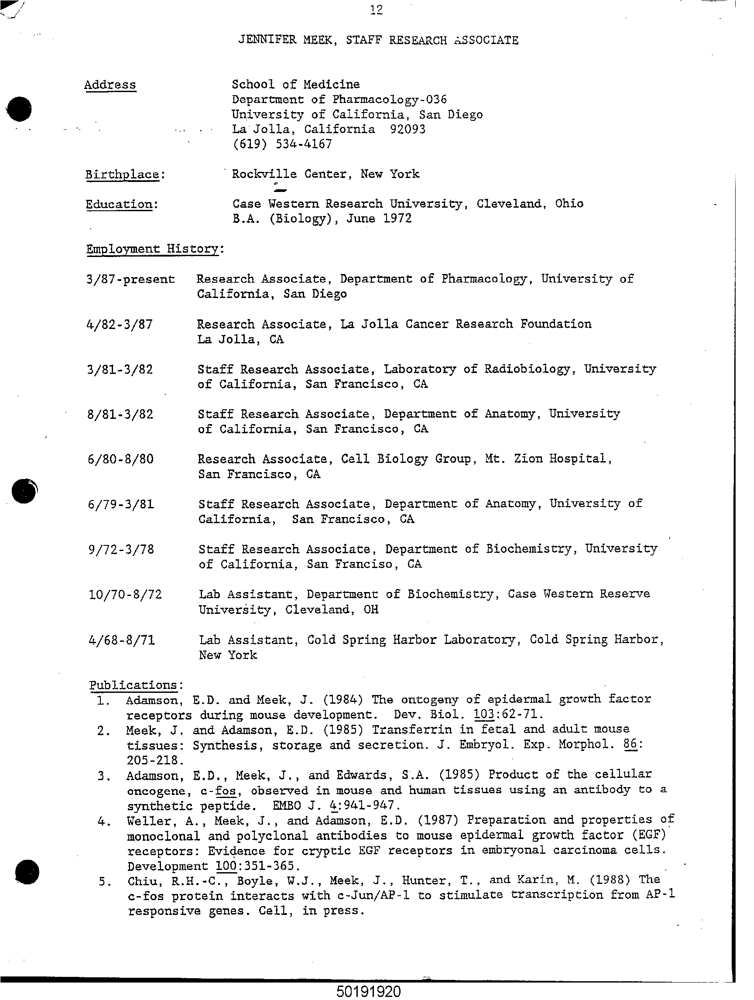 12
JENNIFER MEEK, STAFF RESEARCH ASSOCIATE
Address School of Medicine
Department of Pharmacology-036
University of California, San Diego
La Jolla, California 92093
(619) 534-4167
Birthplace: Rockville Center, New York
Education: Case Western Research University, Cleveland, Ohio
B.A. (Biology), June 1972
Employment History:
3/87-present Research Associate, Department of Pharmacology, University of
California, San Diego
4/82-3/87 Research Associate, La Jolla Cancer Research Foundation
La Jolla, CA
3/81-3/82 Staff Research Associate, Laboratory of Radiobiology, University
of California, San Francisco, CA
8/81-3/82 Staff Research Associate, Department of Anatomy, University
of California, San Francisco, CA
6/80-8/80 Research Associate, Cell Biology Group, Mt. Zion Hospital,
San Francisco, CA
6/79-3/81 Staff Research Associate, Department of Anatomy, University of
California, San Francisco, CA
9/72-3/78 Staff Research Associate, Department of Biochemistry, University
of California, San Franciso, CA
10/70-8/72 Lab Assistant, Department of Biochemistry, Case Western Reserve
University, Cleveland, OH
4/68-8/71 Lab Assistant, Cold Spring Harbor Laboratory, Cold Spring Harbor,
New York
Publications:
1. Adamson, E.D. and Meek, J. (1984) The ontogeny of epidermal growth factor
receptors during mouse development. Dev. Biol. 103:62-71.
2. Meek, J. and Adamson, E.D. (1985) Transferrin in fetal and adult mouse
tissues: Synthesis, storage and secretion. J. Embryol. Exp. Morphol. 86:
205-218.
3. Adamson, E.D., Meek, J., and Edwards, S.A. (1985) Product of the cellular
oncogene, c-fos, observed in mouse and human tissues using an antibody to a
synthetic peptide. EMBO J. 4:941-947.
4. Weller, A., Meek, J., and Adamson, E.D. (1987) Preparation and properties of
monoclonal and polyclonal antibodies to mouse epidermal growth factor (EGF)
receptors: Evidence for cryptic EGF receptors in embryonal carcinoma cells.
Development 100:351-365.
5. Chiu, R.H.-C., Boyle, W.J., Meek, J., Hunter, T., and Karin, M. (1988) The
c-fos protein interacts with c-Jun/AP-1 to stimulate transcription from AP-1
responsive genes. Cell, in press.
50191920